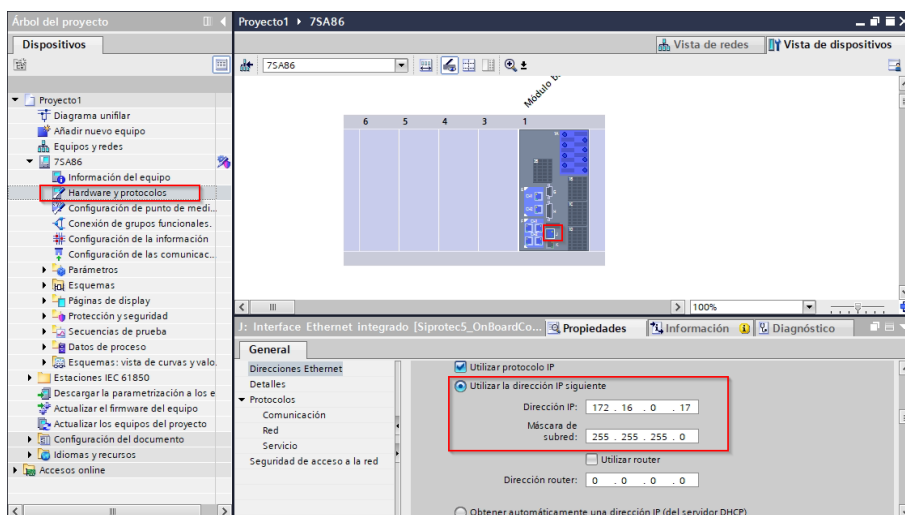 Árbol del proyecto
Proyecto1 ▸ 7SA86
Dispositivos
Vista de redes
Vista de dispositivos
7SA86
Proyecto1
Diagrama unifilar
Añadir nuevo equipo
Equipos y redes
7SA86
Información del equipo
Hardware y protocolos
Configuración de punto de medi...
Conexión de grupos funcionales.
Configuración de la información
Configuración de las comunicac...
Parámetros
Esquemas
Páginas de display
Protección y seguridad
Secuencias de prueba
Datos de proceso
Esquemas: vista de curvas y valo.
Estaciones IEC 61850
Descargar la parametrización a los e
Actualizar el firmware del equipo
Actualizar los equipos del proyecto
Configuración del documento
Idiomas y recursos
Accesos online
Módulo
6 5 4 3 1
100%
J: Interface Ethernet integrado [Siprotec5_OnBoardCo...
Propiedades
Información
Diagnóstico
General
Direcciones Ethernet
Detalles
Protocolos
Comunicación
Red
Servicio
Seguridad de acceso a la red
Utilizar protocolo IP
Utilizar la dirección IP siguiente
Dirección IP: 172 . 16 . 0 . 17
Máscara de
subred: 255 . 255 . 255 . 0
Utilizar router
Dirección router: 0 . 0 . 0 . 0
Obtener automáticamente una dirección IP (del servidor DHCP)